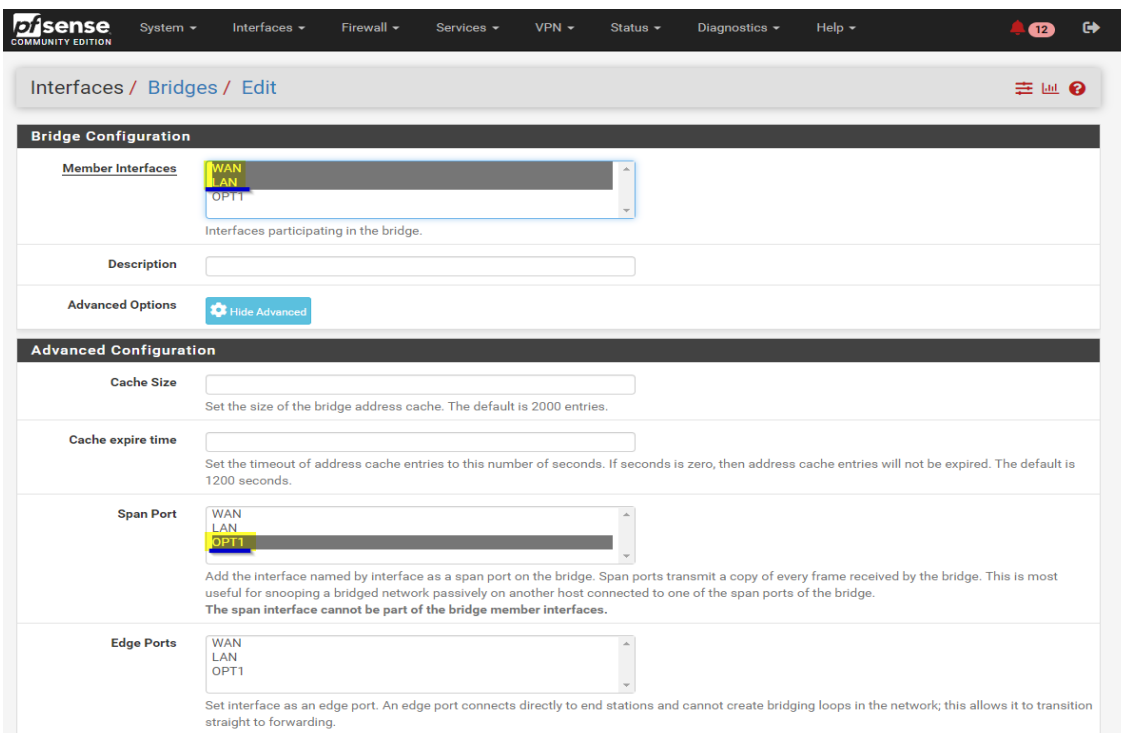 pfsense
COMMUNITY EDITION
System
Interfaces
Firewall
Services
VPN
Status
Diagnostics
Help
12
Interfaces / Bridges / Edit
Bridge Configuration
Member Interfaces
WAN
LAN
OPT1
Interfaces participating in the bridge.
Description
Advanced Options
Hide Advanced
Advanced Configuration
Cache Size
Set the size of the bridge address cache. The default is 2000 entries.
Cache expire time
Set the timeout of address cache entries to this number of seconds. If seconds is zero, then address cache entries will not be expired. The default is
1200 seconds.
Span Port
WAN
LAN
OPT1
Add the interface named by interface as a span port on the bridge. Span ports transmit a copy of every frame received by the bridge. This is most
useful for snooping a bridged network passively on another host connected to one of the span ports of the bridge.
The span interface cannot be part of the bridge member interfaces.
Edge Ports
WAN
LAN
OPT1
Set interface as an edge port. An edge port connects directly to end stations and cannot create bridging loops in the network; this allows it to transition
straight to forwarding.